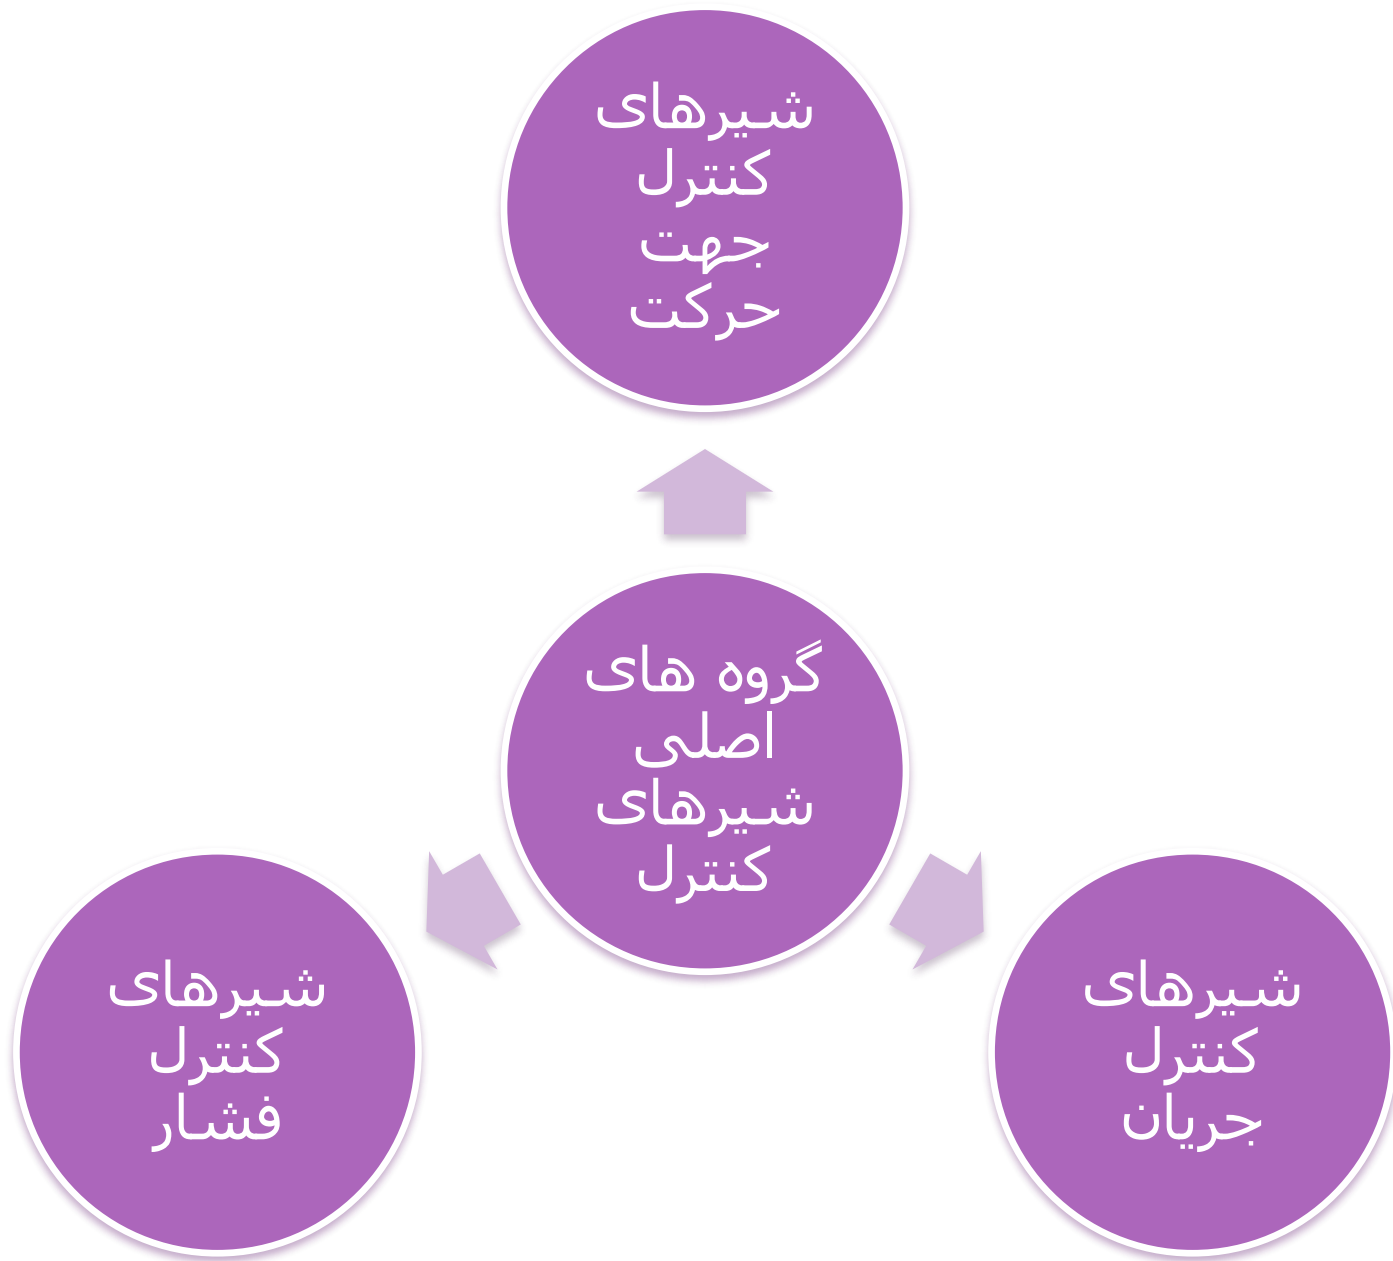 شیرهای
کنترل
جهت
حرکت
گروه های
اصلی
شیرهای
کنترل
شیرهای
کنترل
جریان
شیرهای
کنترل
فشار